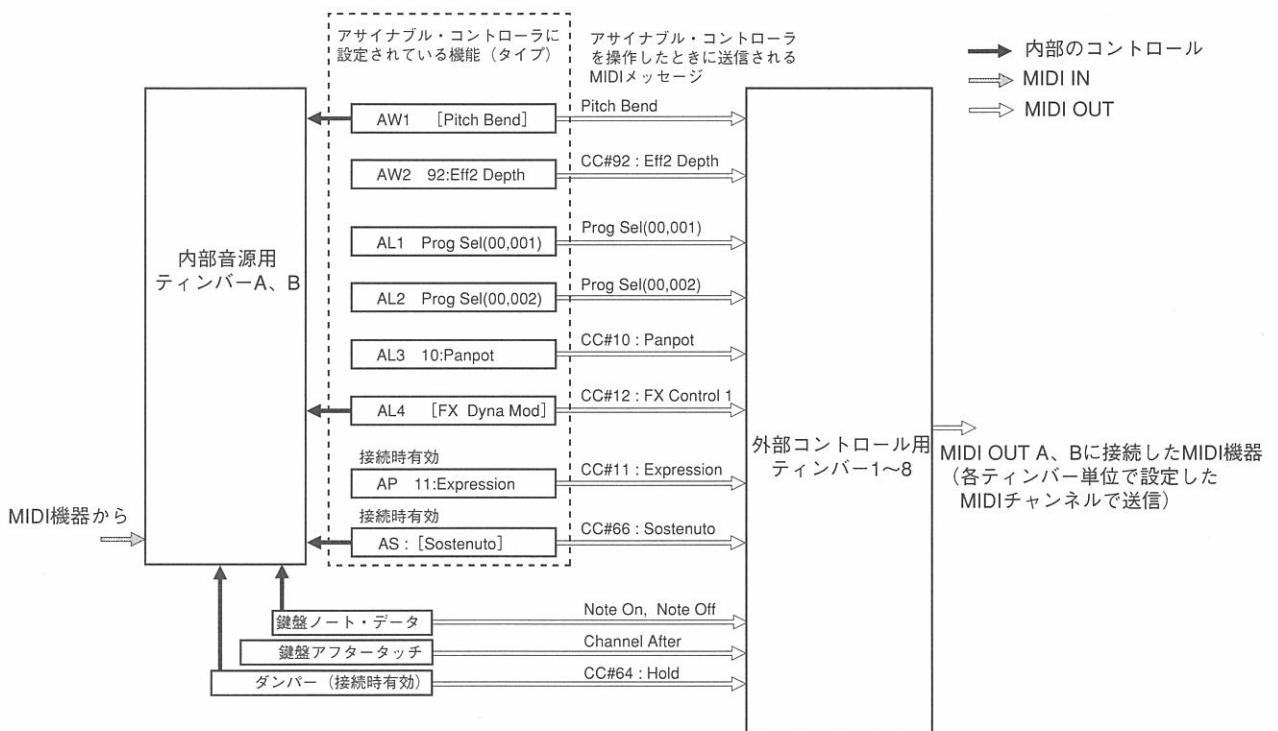 アサイナブル・コントローラに
設定されている機能（タイプ）
アサイナブル・コントローラ
を操作したときに送信される
MIDIメッセージ
内部のコントロール
MIDI IN
MIDI OUT
AW1 [Pitch Bend]
Pitch Bend
AW2 92:Eff2 Depth
CC#92 : Eff2 Depth
AL1 Prog Sel(00,001)
Prog Sel(00,001)
内部音源用
ティンバーA、B
AL2 Prog Sel(00,002)
Prog Sel(00,002)
AL3 10:Panpot
CC#10 : Panpot
AL4 [FX Dyna Mod]
CC#12 : FX Control 1
外部コントロール用
ティンバー1〜8
接続時有効
AP 11:Expression
CC#11 : Expression
MIDI OUT A、Bに接続したMIDI機器
（各ティンバー単位で設定した
MIDIチャンネルで送信）
MIDI機器から
接続時有効
AS : [Sostenuto]
CC#66 : Sostenuto
鍵盤ノート・データ
Note On, Note Off
鍵盤アフタータッチ
Channel After
ダンパー（接続時有効）
CC#64 : Hold